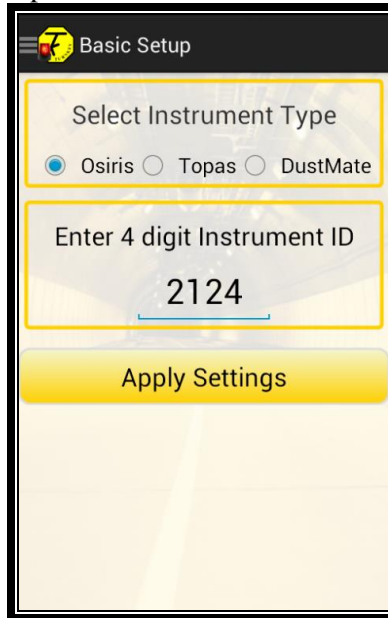 Basic Setup
Select Instrument Type
Osiris Topas DustMate
Enter 4 digit Instrument ID
2124
Apply Settings